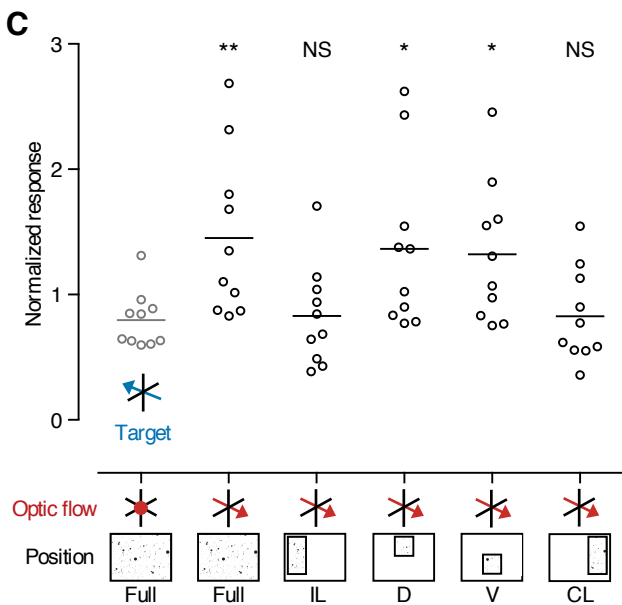 C
3
** NS * * NS
2
Normalized response
1
0
Target
Optic flow
Position
Full Full IL D V CL